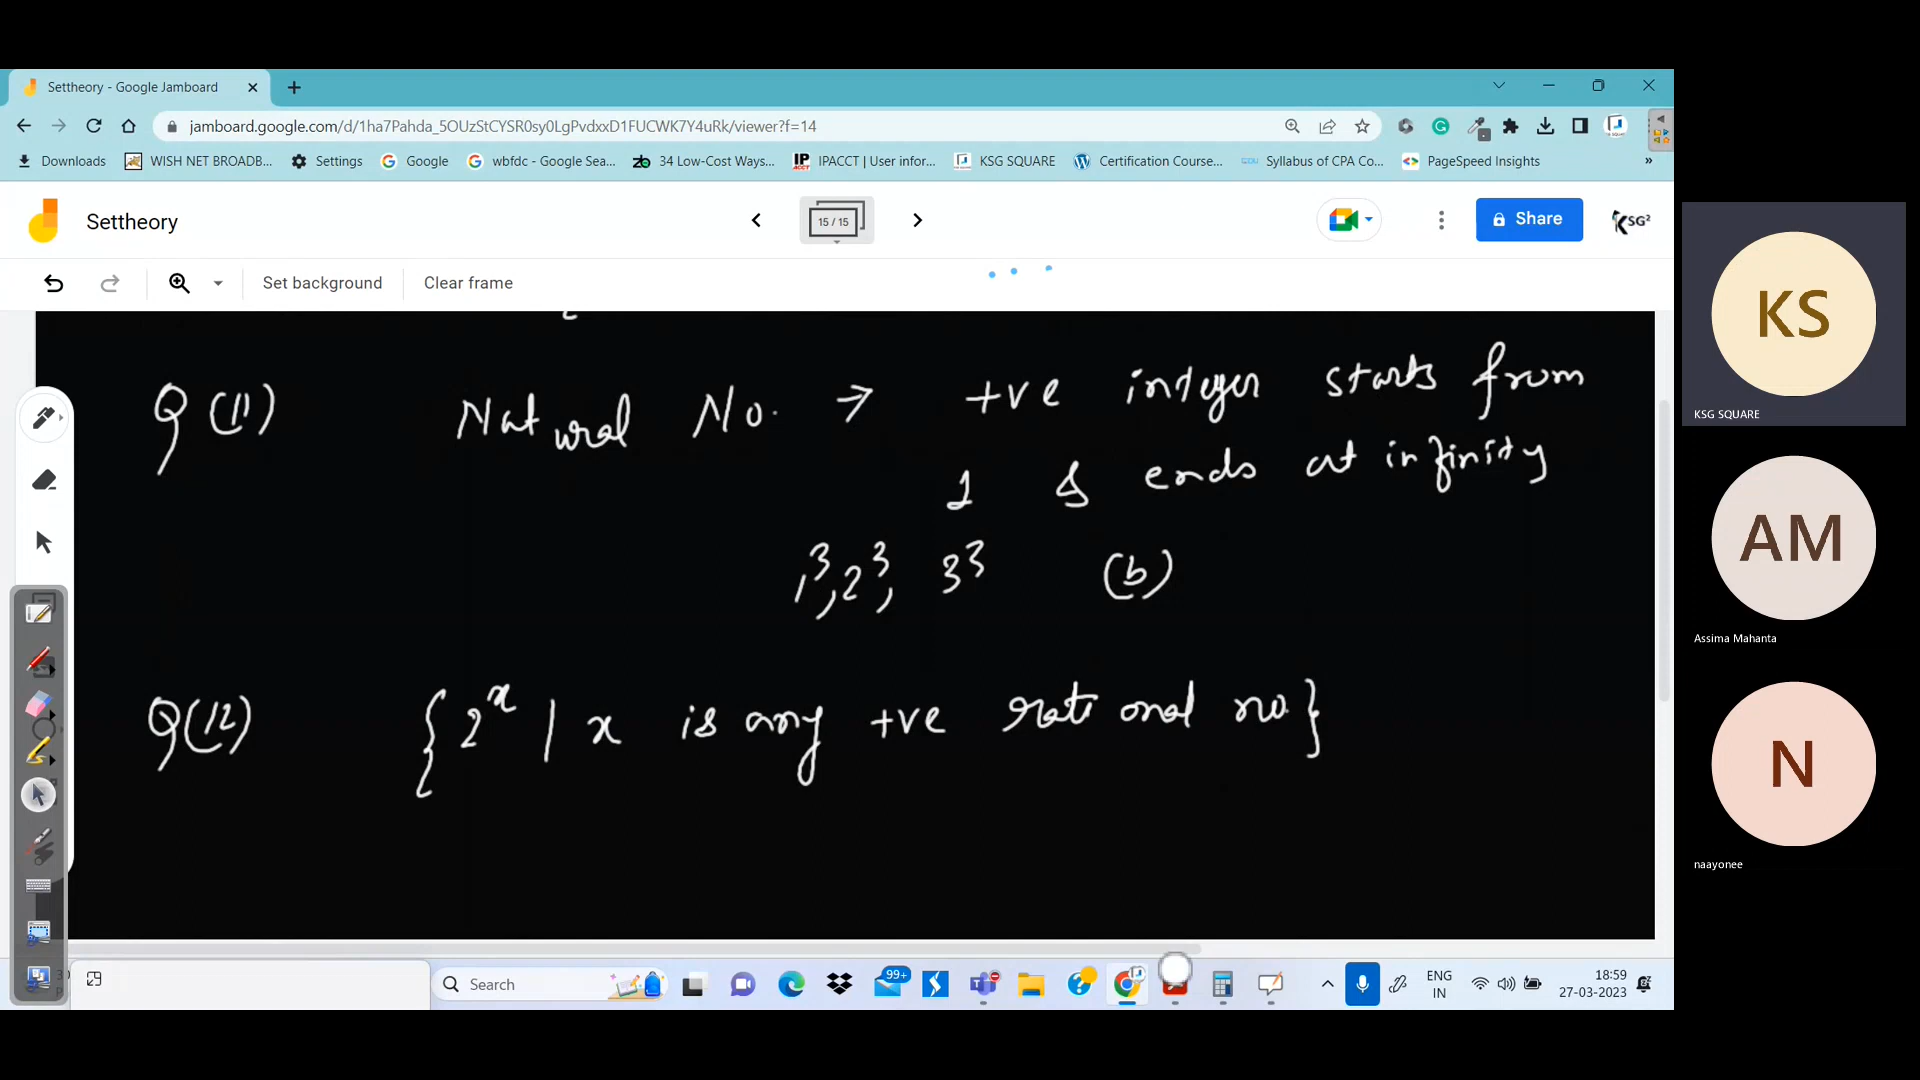 Settheory - Google Jamboard
jamboard.google.com/d/1ha7Pahda_5OUzStCYSR0sy0LgPvdxxD1FUCWK7Y4uRk/viewer?f=14
Downloads WISH NET BROADB... Settings Google wbfdc - Google Sea... 34 Low-Cost Ways... IPACCT | User infor... KSG SQUARE Certification Course... Syllabus of CPA Co... PageSpeed Insights »
Settheory 15 / 15 Share KSG²
Set background Clear frame
Q (11) Natural No. → +ve integer starts from
1 & ends at infinity
1³, 2³, 3³ (b)
Q(12) {2ˣ | x is any +ve rational no.}
KS
KSG SQUARE
AM
Assima Mahanta
N
naayonee
Search 99+ ENG IN 18:59
27-03-2023